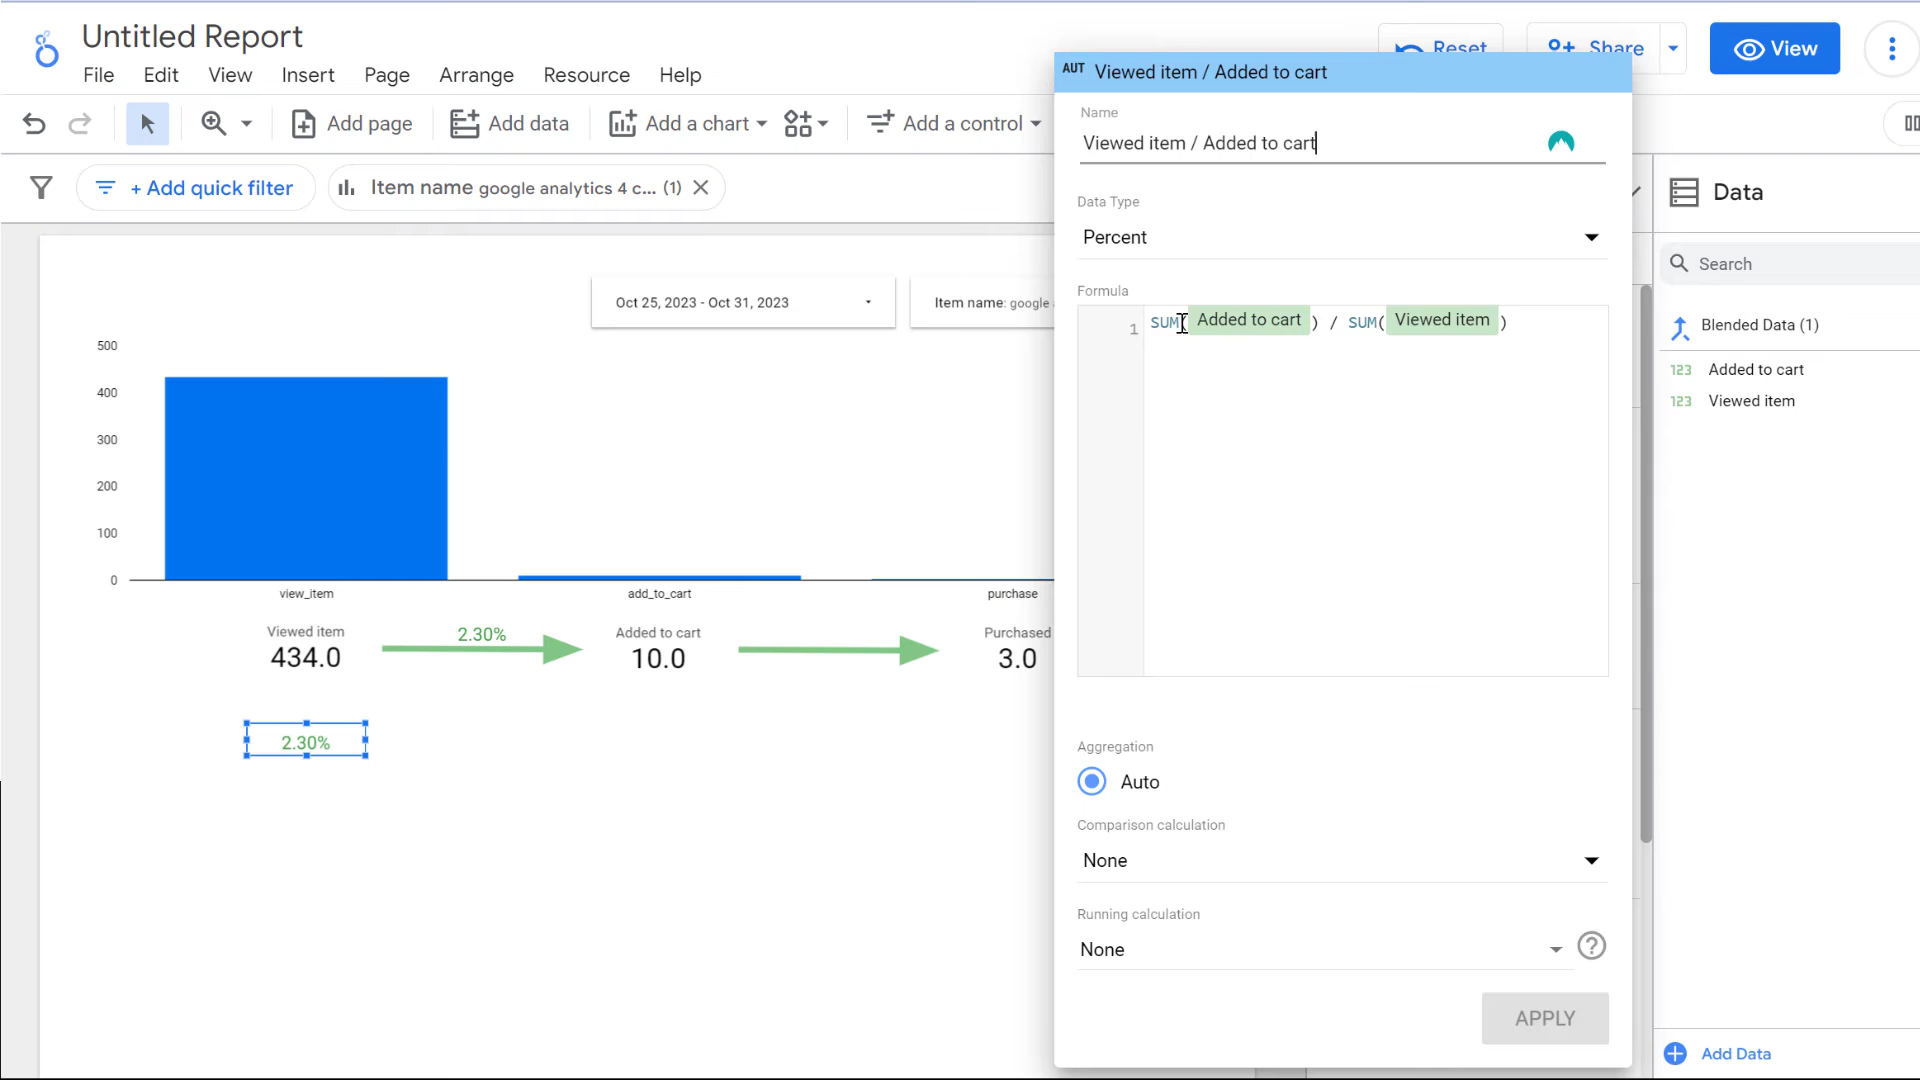 Untitled Report
File Edit View Insert Page Arrange Resource Help
Reset
Share
View
Add page
Add data
Add a chart
Add a control
+ Add quick filter
Item name google analytics 4 c... (1)
Oct 25, 2023 - Oct 31, 2023
Item name: google
500
400
300
200
100
0
view_item
add_to_cart
purchase
Viewed item
434.0
2.30%
Added to cart
10.0
Purchased
3.0
2.30%
AUT Viewed item / Added to cart
Name
Viewed item / Added to cart
Data Type
Percent
Formula
1 SUM( Added to cart ) / SUM( Viewed item )
Aggregation
Auto
Comparison calculation
None
Running calculation
None
APPLY
Data
Search
Blended Data (1)
123 Added to cart
123 Viewed item
Add Data